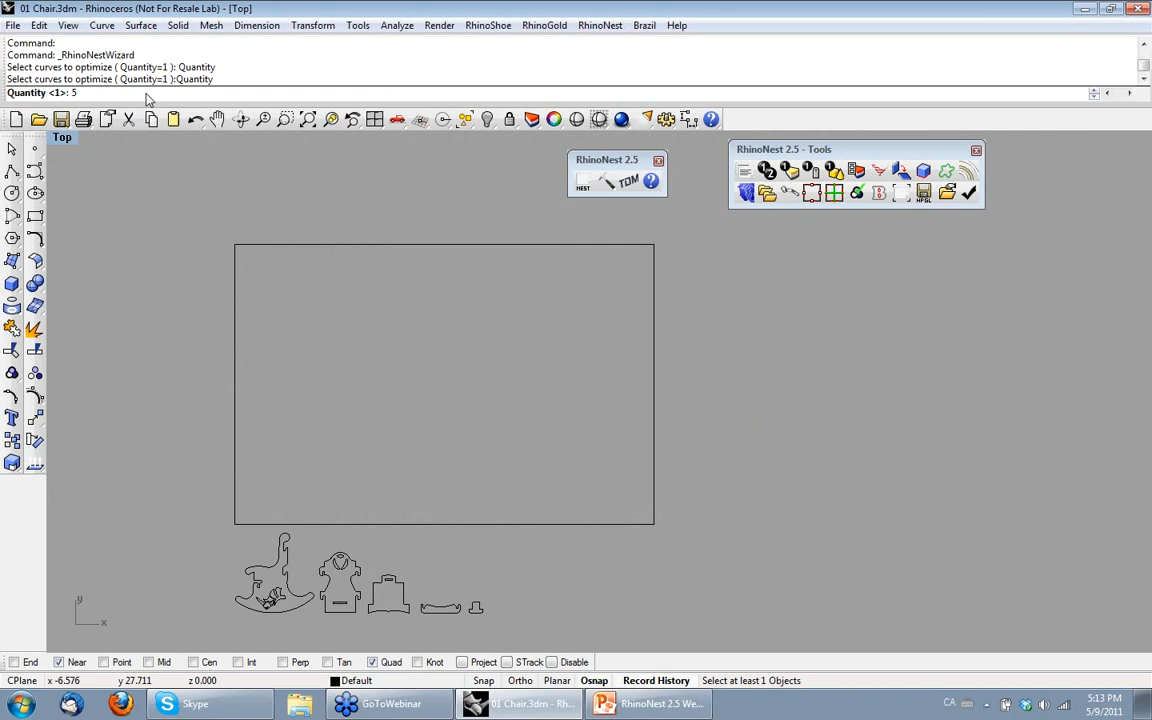 01 Chair.3dm - Rhinoceros (Not For Resale Lab) - [Top]
File Edit View Curve Surface Solid Mesh Dimension Transform Tools Analyze Render RhinoShoe RhinoGold RhinoNest Brazil Help
Command:
Command: _RhinoNestWizard
Select curves to optimize ( Quantity=1 ): Quantity
Select curves to optimize ( Quantity=1 ):Quantity
Quantity <1>: 5
Top
RhinoNest 2.5
RhinoNest 2.5 - Tools
NEST TDM
HPGL
y
x
End Near Point Mid Cen Int Perp Tan Quad Knot Project STrack Disable
CPlane x -6.576 y 27.711 z 0.000 Default Snap Ortho Planar Osnap Record History Select at least 1 Objects
Skype GoToWebinar 01 Chair.3dm - Rh... RhinoNest 2.5 We... CA 5:13 PM
5/9/2011